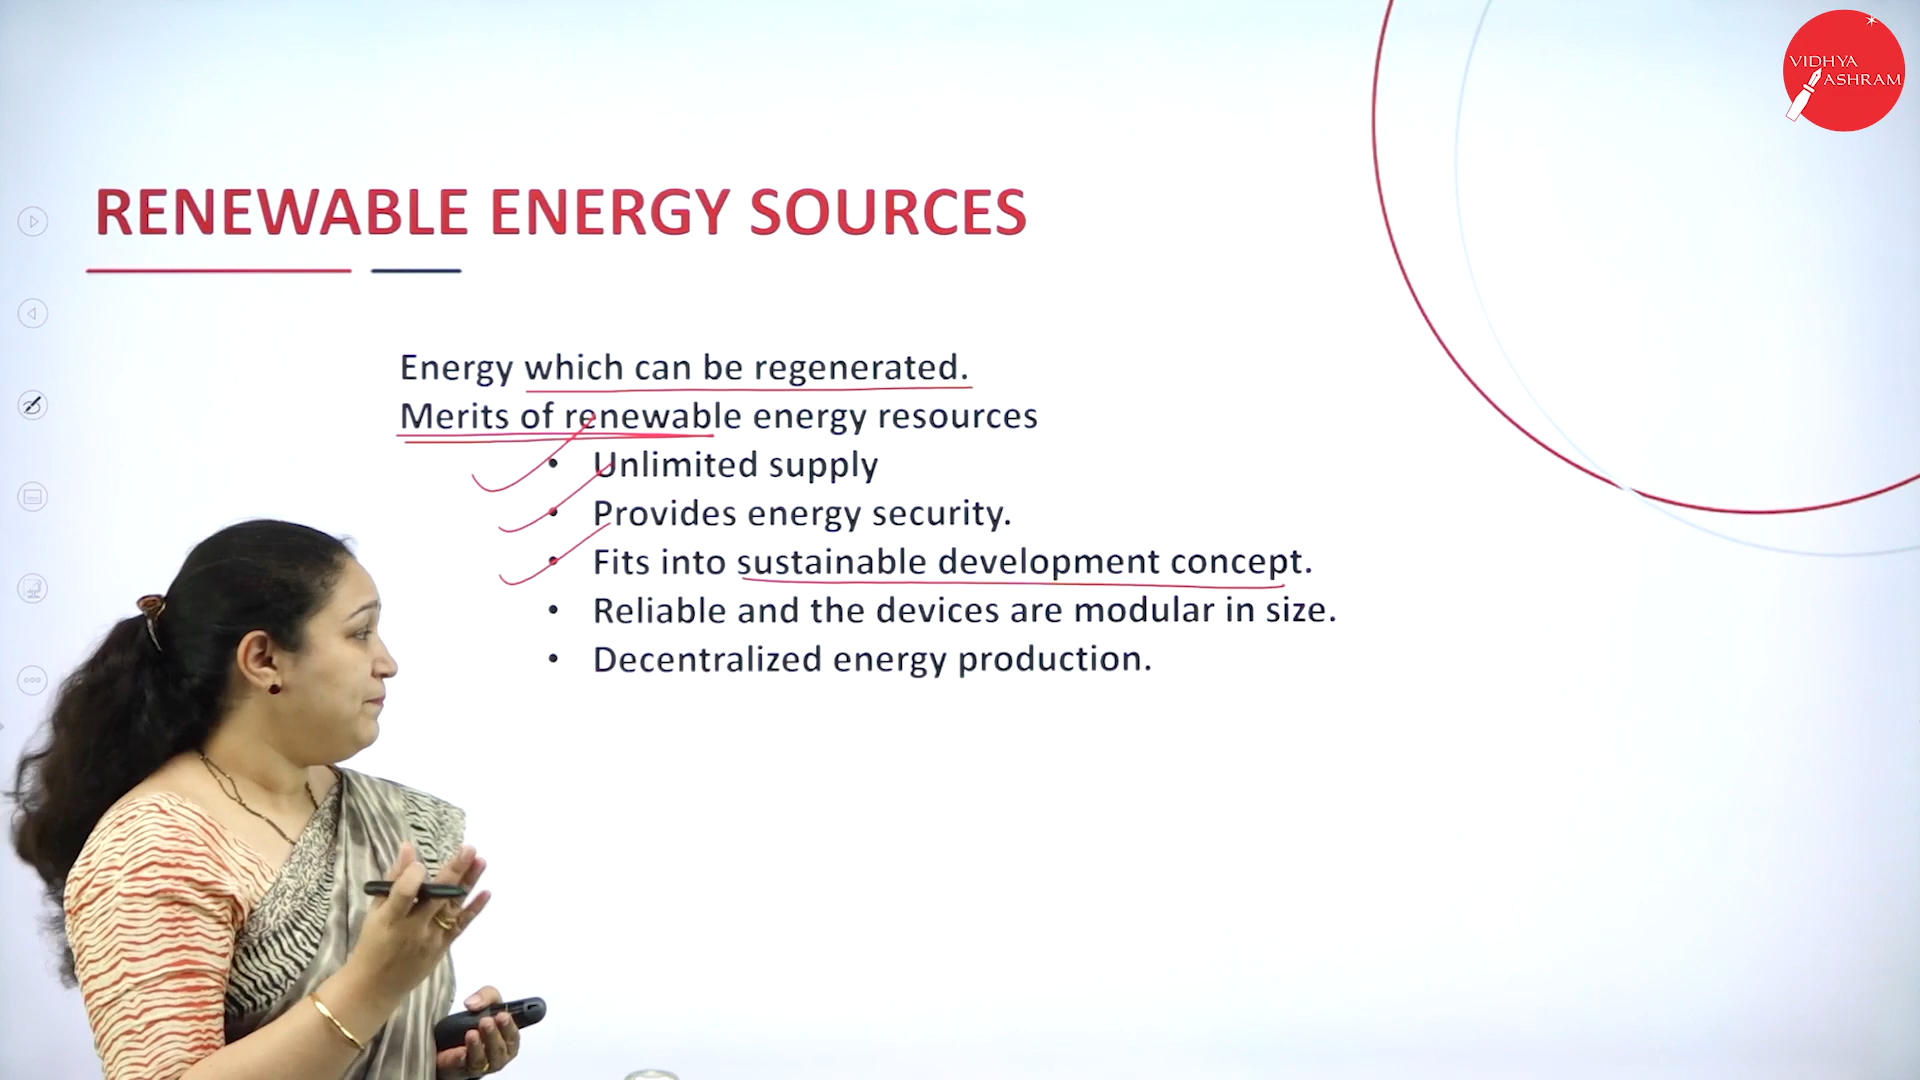 VIDHYA
ASHRAM
RENEWABLE ENERGY SOURCES
Energy which can be regenerated.
Merits of renewable energy resources
• Unlimited supply
• Provides energy security.
• Fits into sustainable development concept.
• Reliable and the devices are modular in size.
• Decentralized energy production.